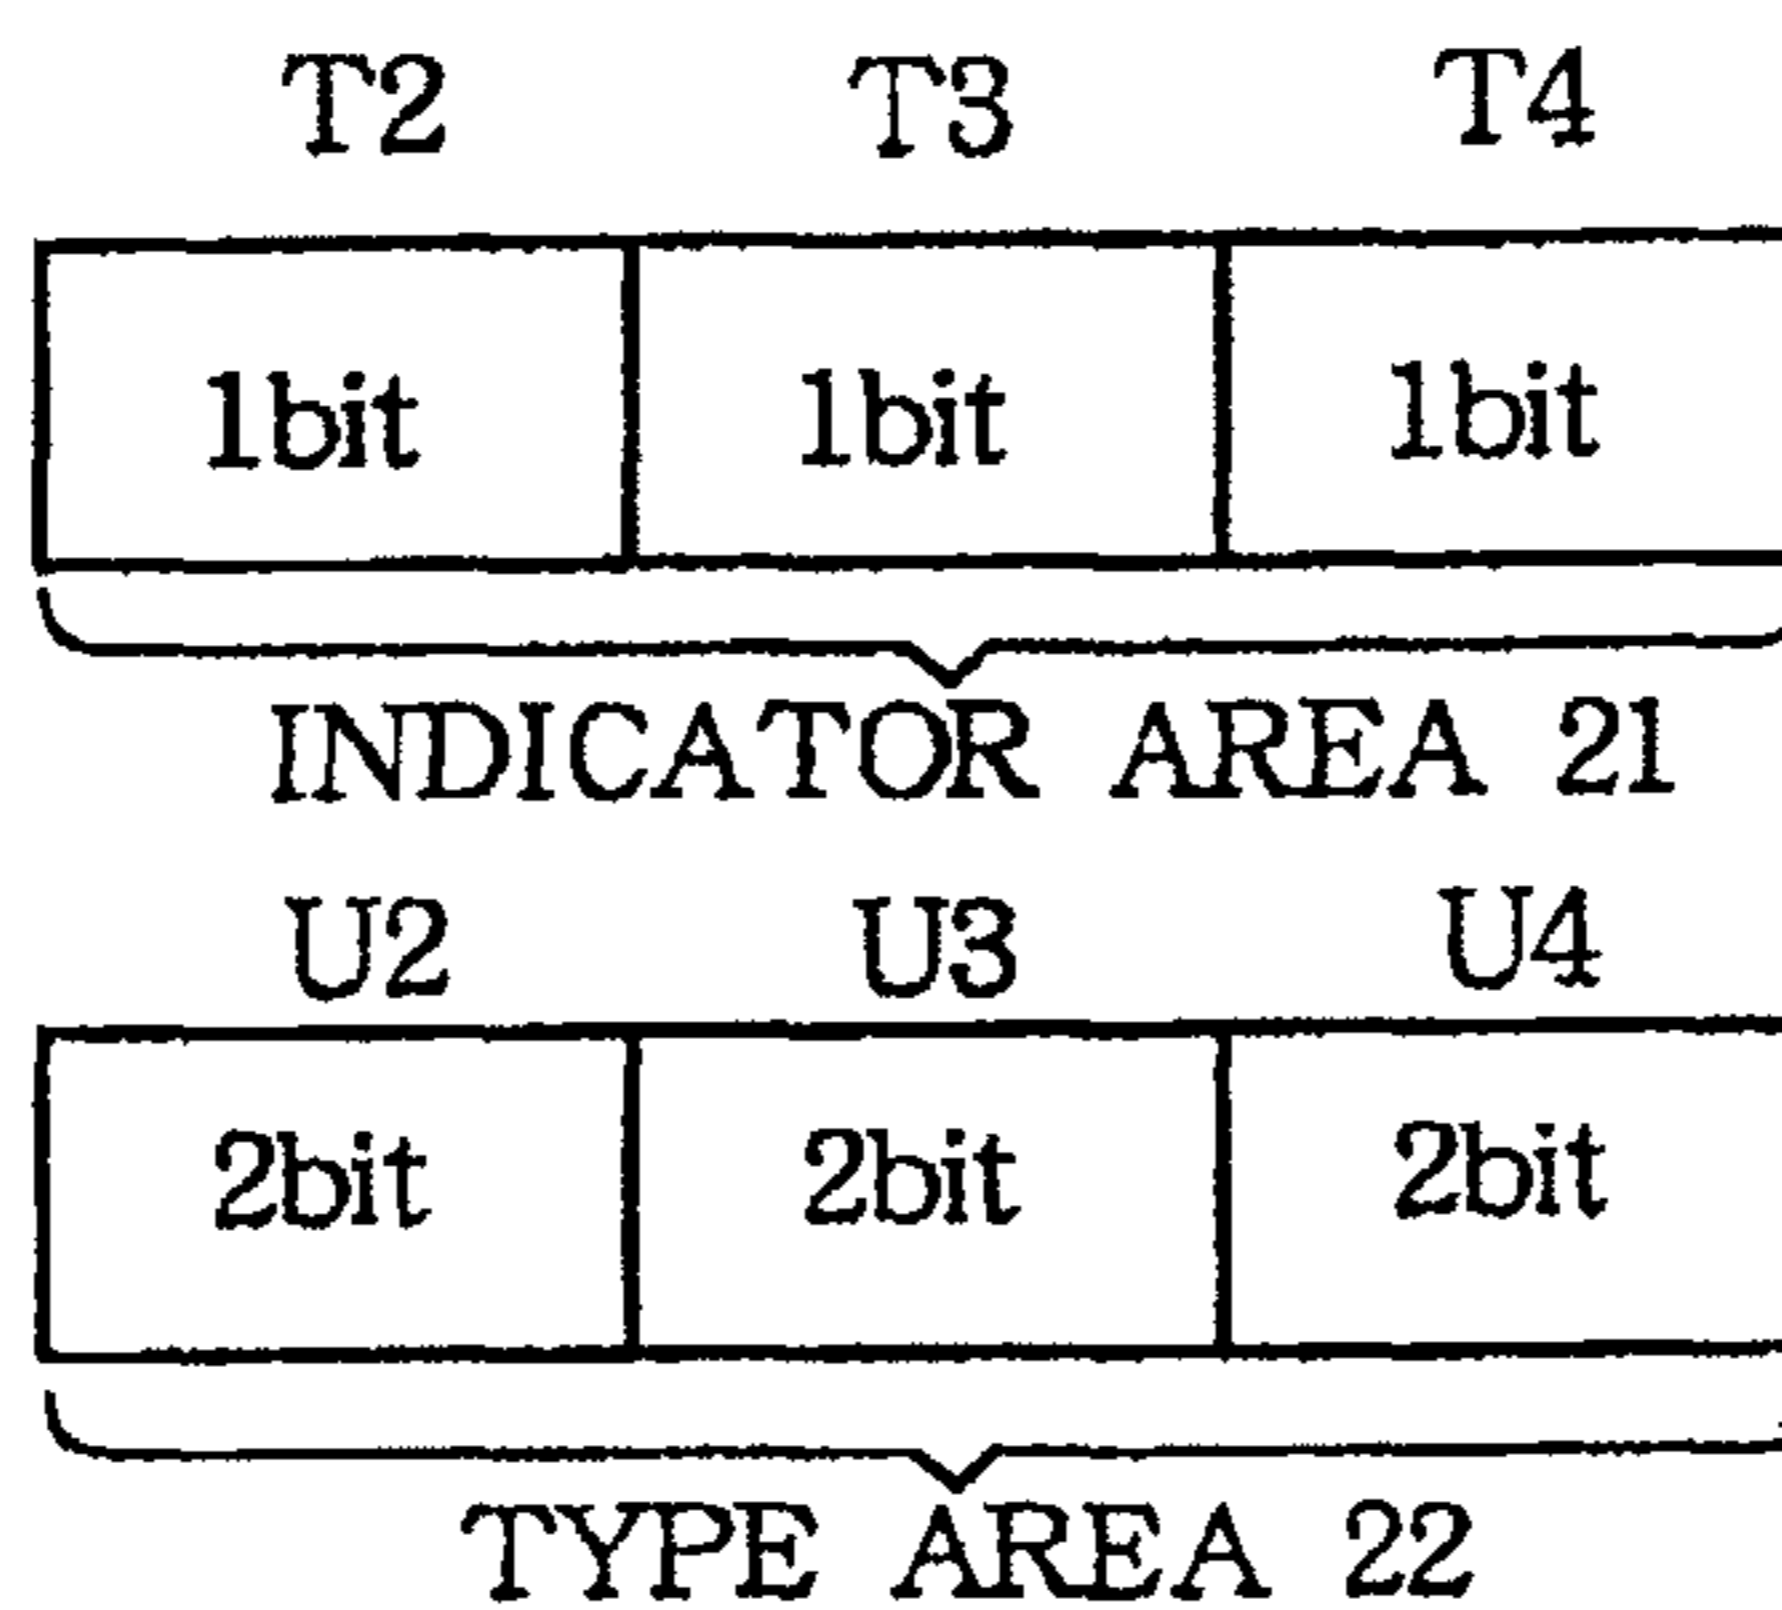 T2 T3 T4
1bit 1bit 1bit
INDICATOR AREA 21
U2 U3 U4
2bit 2bit 2bit
TYPE AREA 22